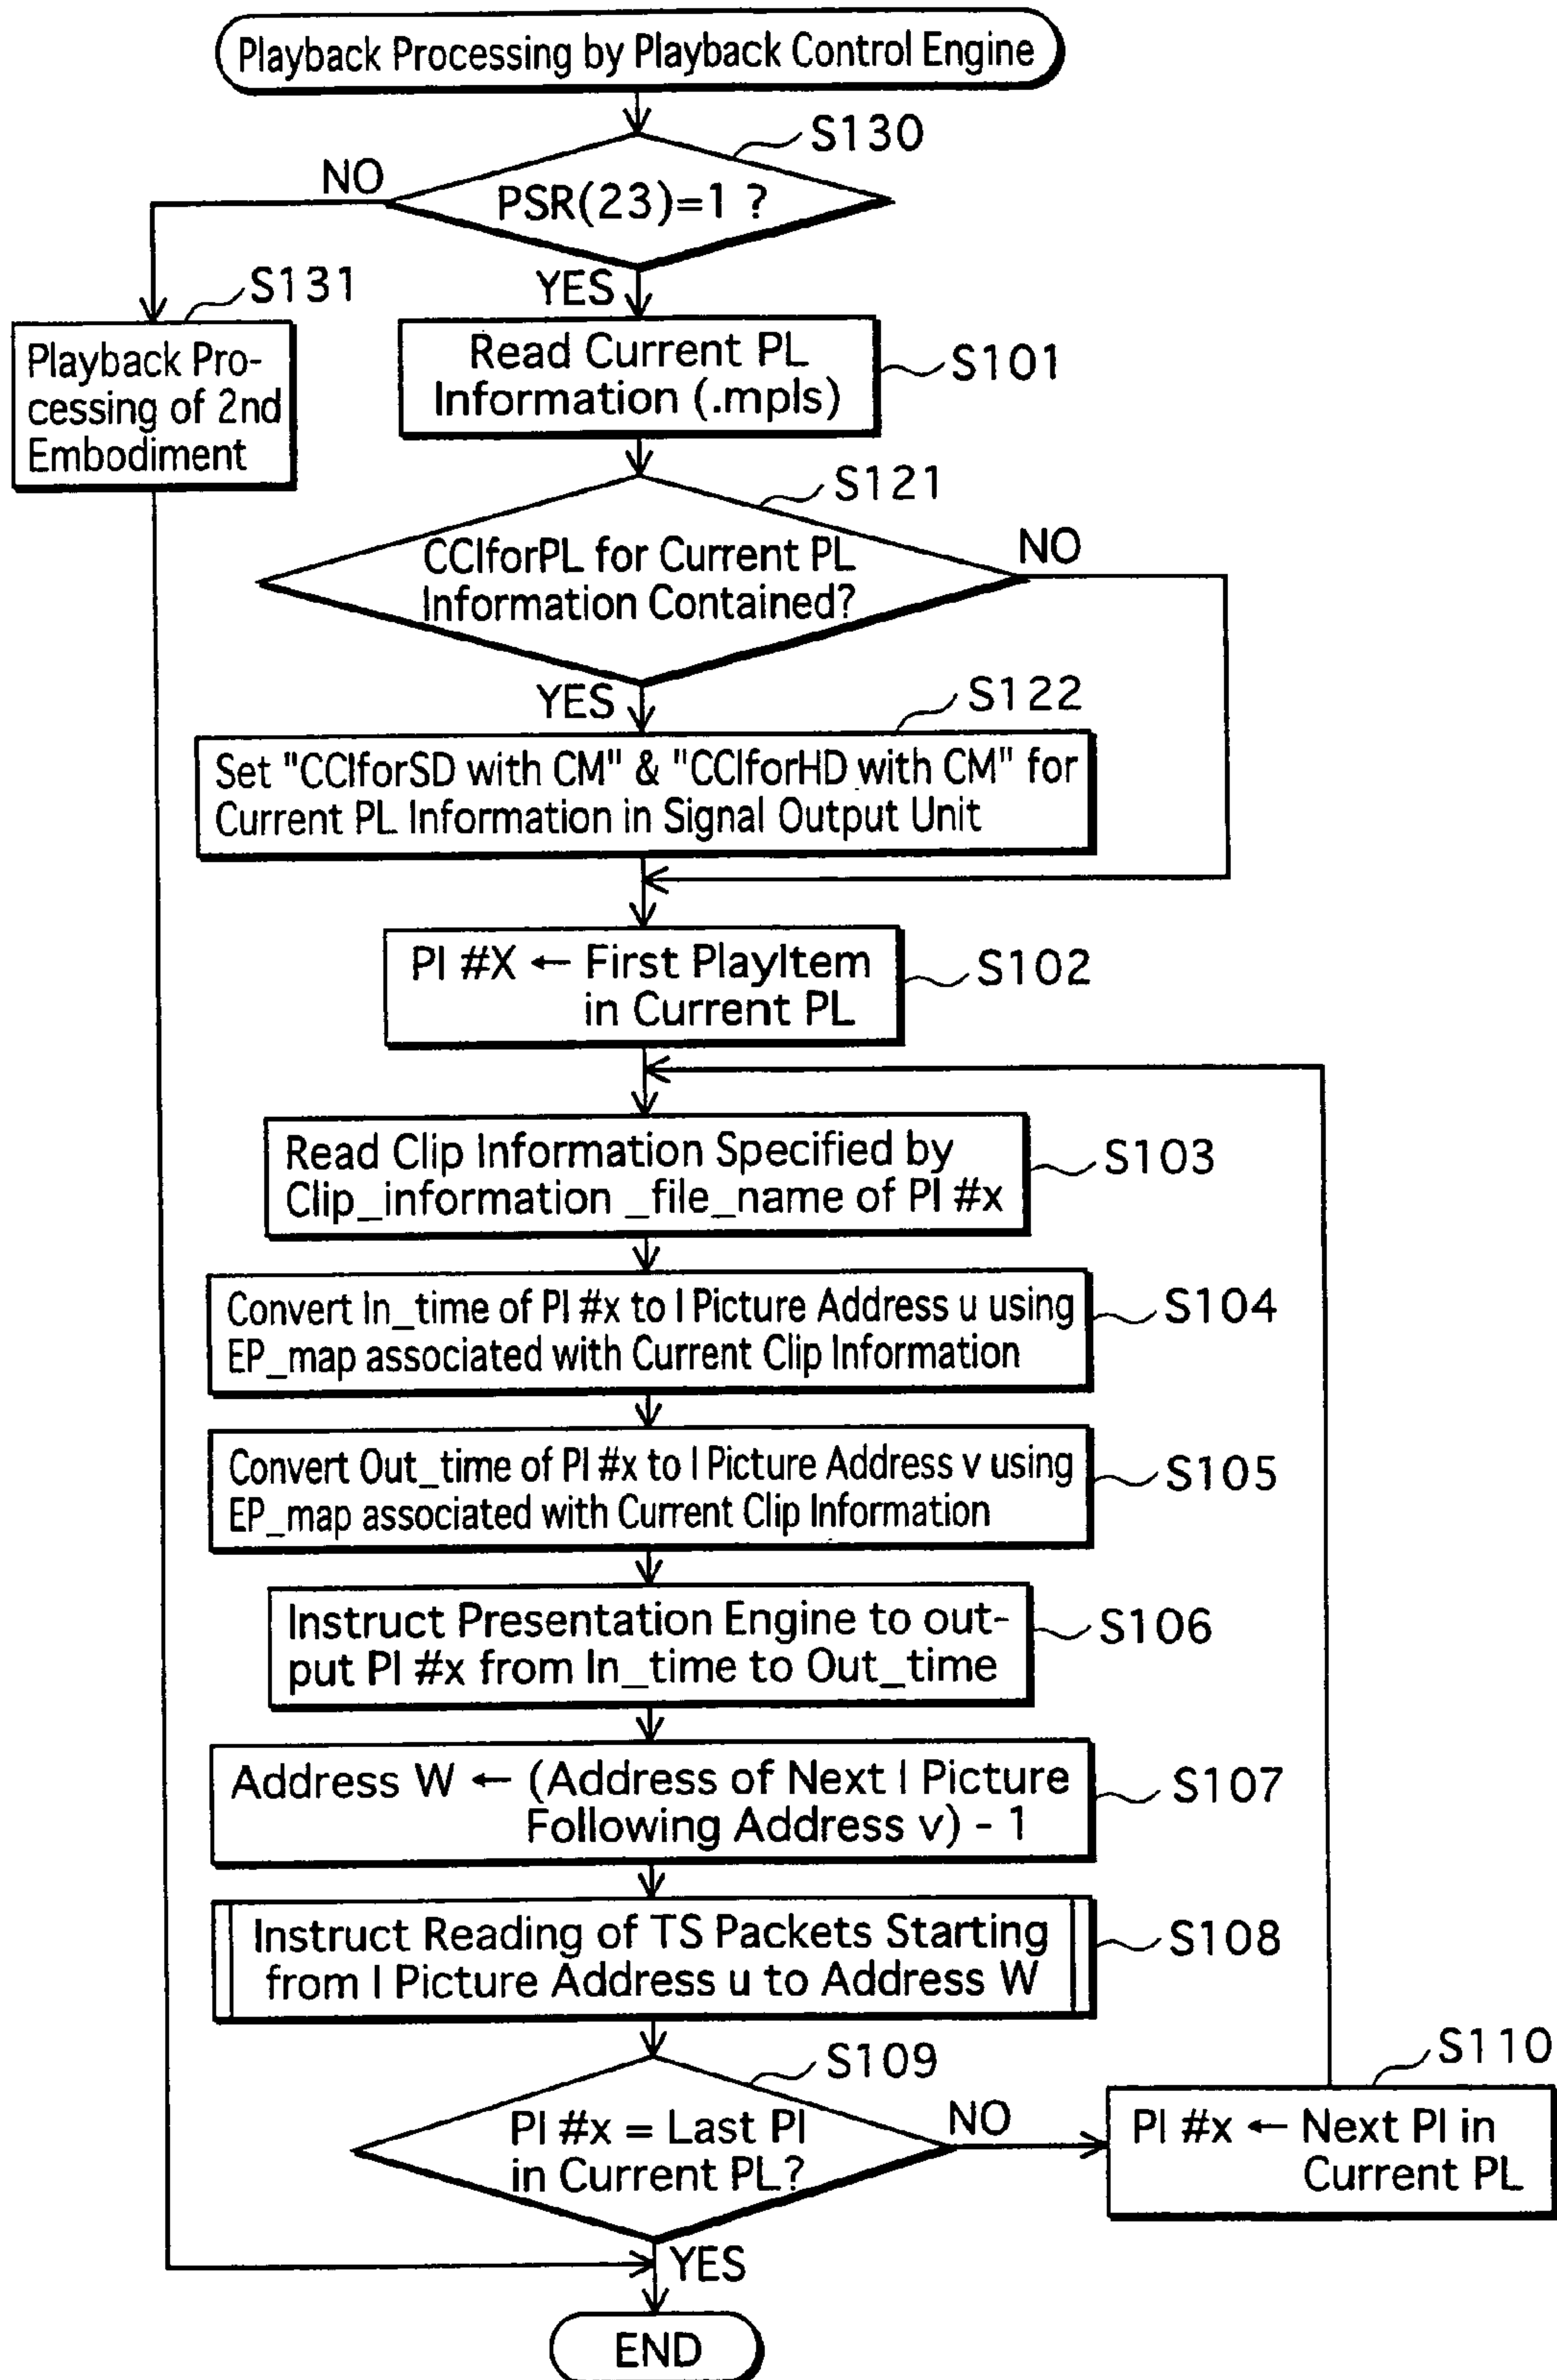 Playback Processing by Playback Control Engine
S130
NO
PSR(23)=1 ?
S131
YES
Playback Pro-
cessing of 2nd
Embodiment
Read Current PL
Information (.mpls)
S101
S121
CCIforPL for Current PL
Information Contained?
NO
YES
S122
Set "CCIforSD with CM" & "CCIforHD with CM" for
Current PL Information in Signal Output Unit
PI #X ← First PlayItem
in Current PL
S102
Read Clip Information Specified by
Clip_information _file_name of PI #x
S103
Convert In_time of PI #x to I Picture Address u using
EP_map associated with Current Clip Information
S104
Convert Out_time of PI #x to I Picture Address v using
EP_map associated with Current Clip Information
S105
Instruct Presentation Engine to out-
put PI #x from In_time to Out_time
S106
Address W ← (Address of Next I Picture
Following Address v) - 1
S107
Instruct Reading of TS Packets Starting
from I Picture Address u to Address W
S108
S109
PI #x = Last PI
in Current PL?
NO
S110
PI #x ← Next PI in
Current PL
YES
END